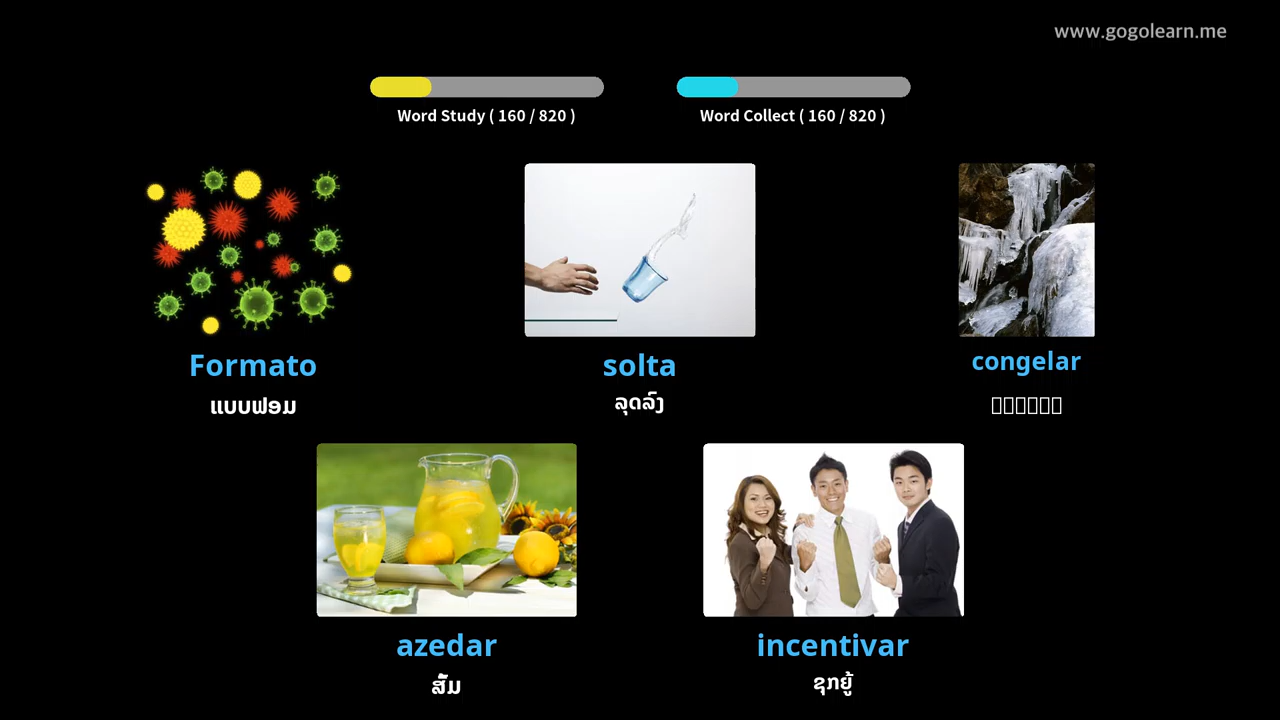 www.gogolearn.me
Word Study ( 160 / 820 )
Word Collect ( 160 / 820 )
Formato
ແບບຟອມ
solta
ລຸດລົງ
congelar
azedar
ສົ້ມ
incentivar
ຊຸກຍູ້